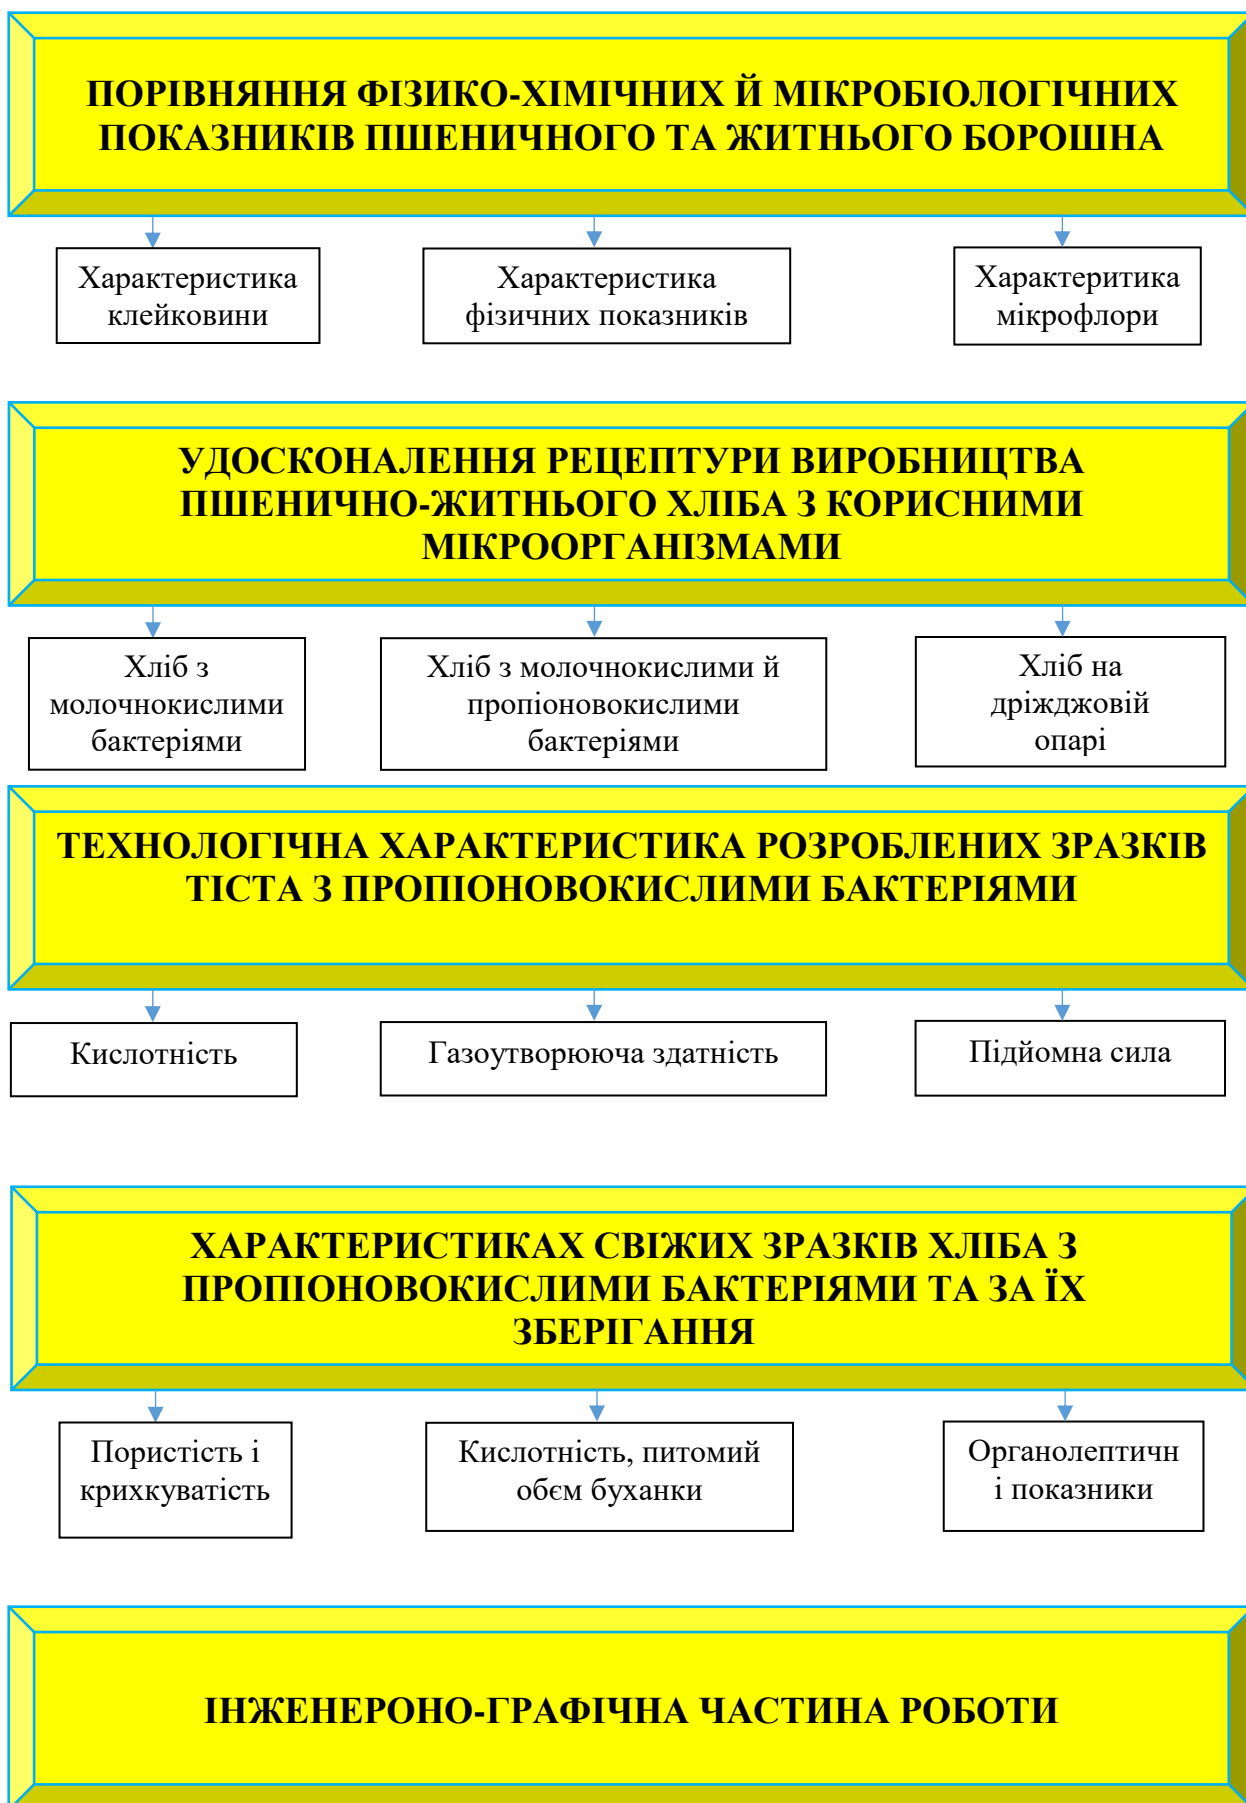 ПОРІВНЯННЯ ФІЗИКО-ХІМІЧНИХ Й МІКРОБІОЛОГІЧНИХ
ПОКАЗНИКІВ ПШЕНИЧНОГО ТА ЖИТНЬОГО БОРОШНА
Характеристика
клейковини
Характеристика
фізичних показників
Характеритика
мікрофлори
УДОСКОНАЛЕННЯ РЕЦЕПТУРИ ВИРОБНИЦТВА
ПШЕНИЧНО-ЖИТНЬОГО ХЛІБА З КОРИСНИМИ
МІКРООРГАНІЗМАМИ
Хліб з
молочнокислими
бактеріями
Хліб з молочнокислими й
пропіоновокислими
бактеріями
Хліб на
дріжджовій
опарі
ТЕХНОЛОГІЧНА ХАРАКТЕРИСТИКА РОЗРОБЛЕНИХ ЗРАЗКІВ
ТІСТА З ПРОПІОНОВОКИСЛИМИ БАКТЕРІЯМИ
Кислотність
Газоутворююча здатність
Підйомна сила
ХАРАКТЕРИСТИКАХ СВІЖИХ ЗРАЗКІВ ХЛІБА З
ПРОПІОНОВОКИСЛИМИ БАКТЕРІЯМИ ТА ЗА ЇХ
ЗБЕРІГАННЯ
Пористість і
крихкуватість
Кислотність, питомий
обєм буханки
Органолептичн
і показники
ІНЖЕНЕРОНО-ГРАФІЧНА ЧАСТИНА РОБОТИ